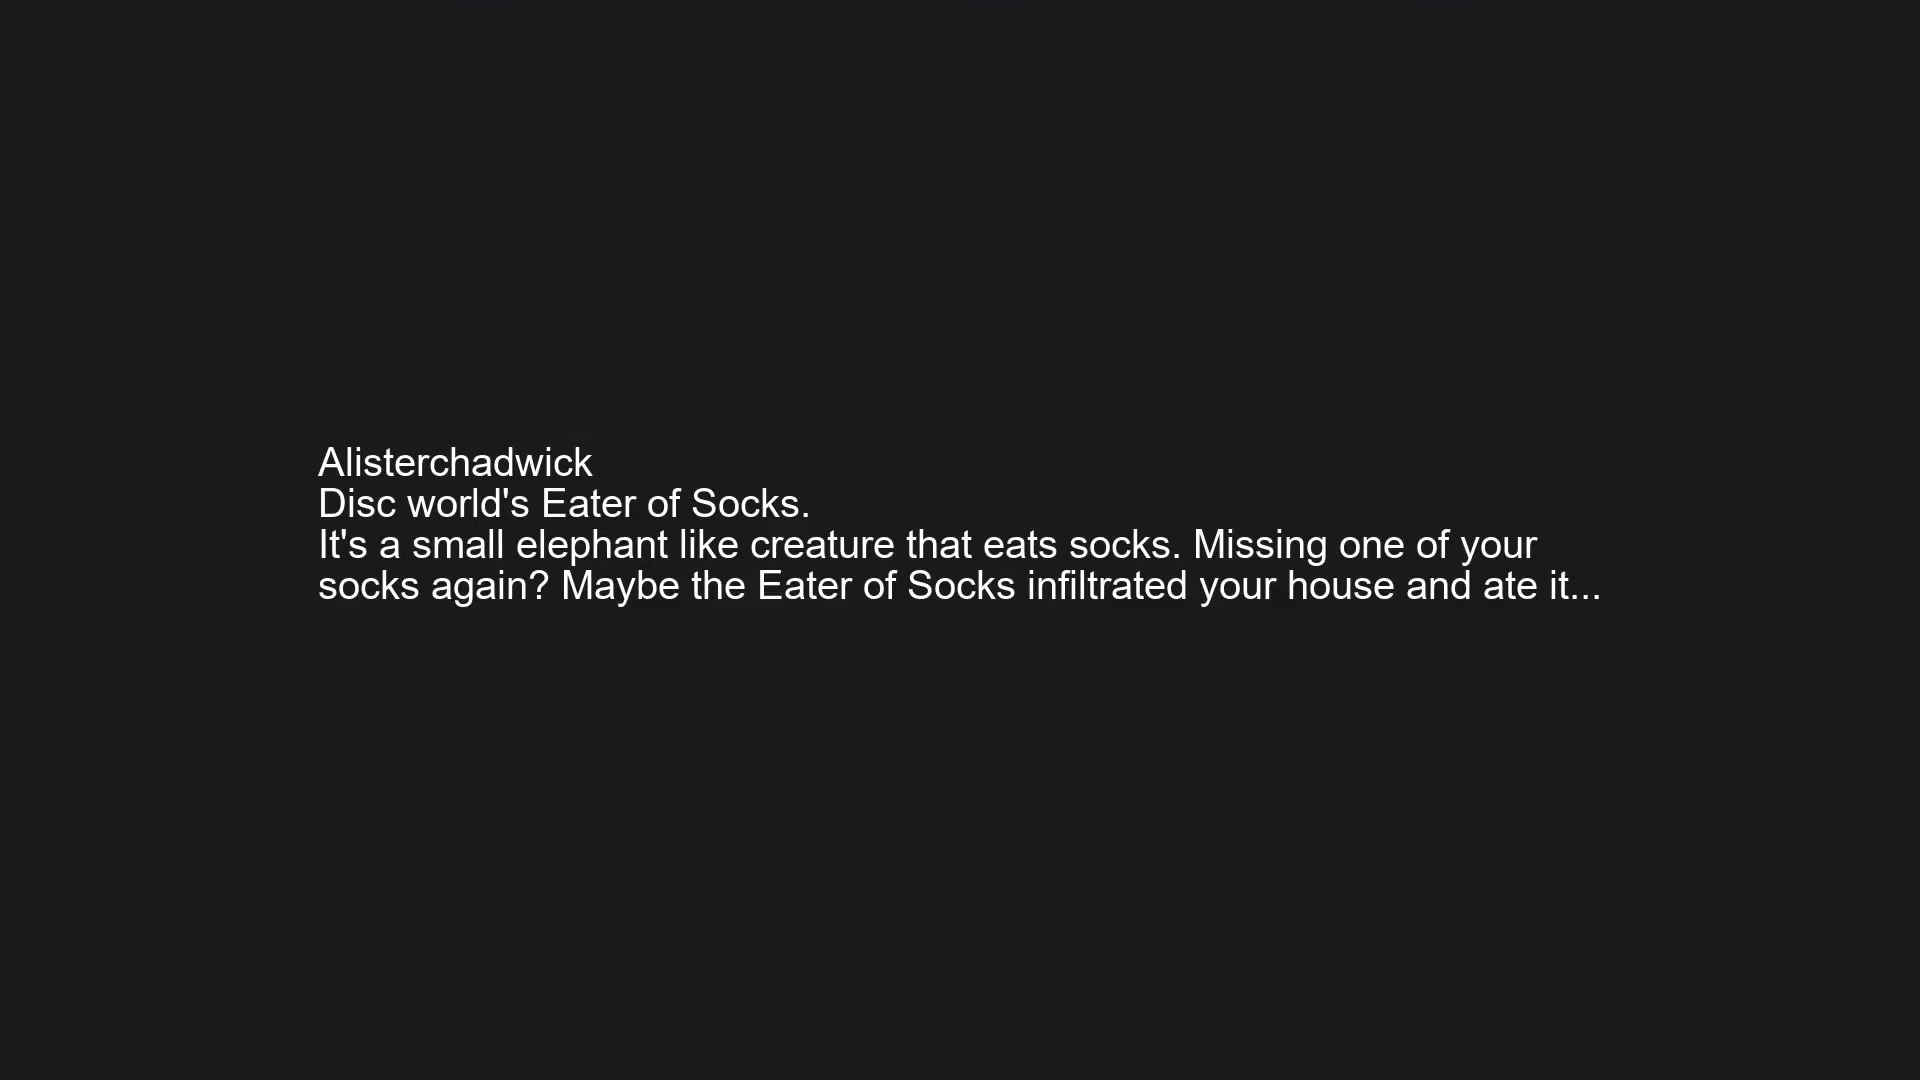 Alisterchadwick
Disc world's Eater of Socks.
It's a small elephant like creature that eats socks. Missing one of your
socks again? Maybe the Eater of Socks infiltrated your house and ate it...